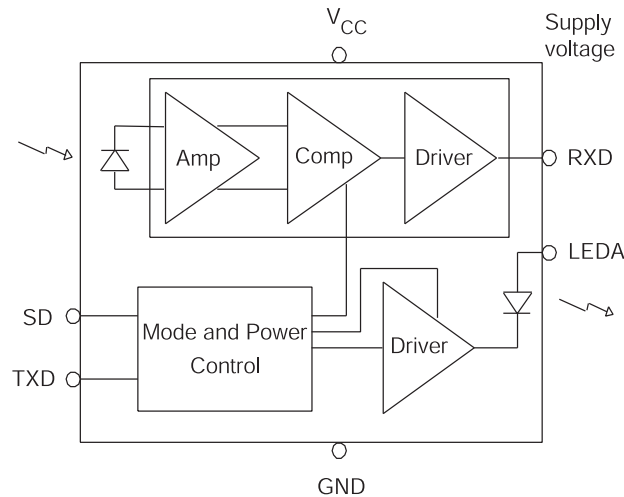 VCC
Supply
voltage
Amp
Comp
Driver
RXD
LEDA
SD
Mode and Power
Control
Driver
TXD
GND